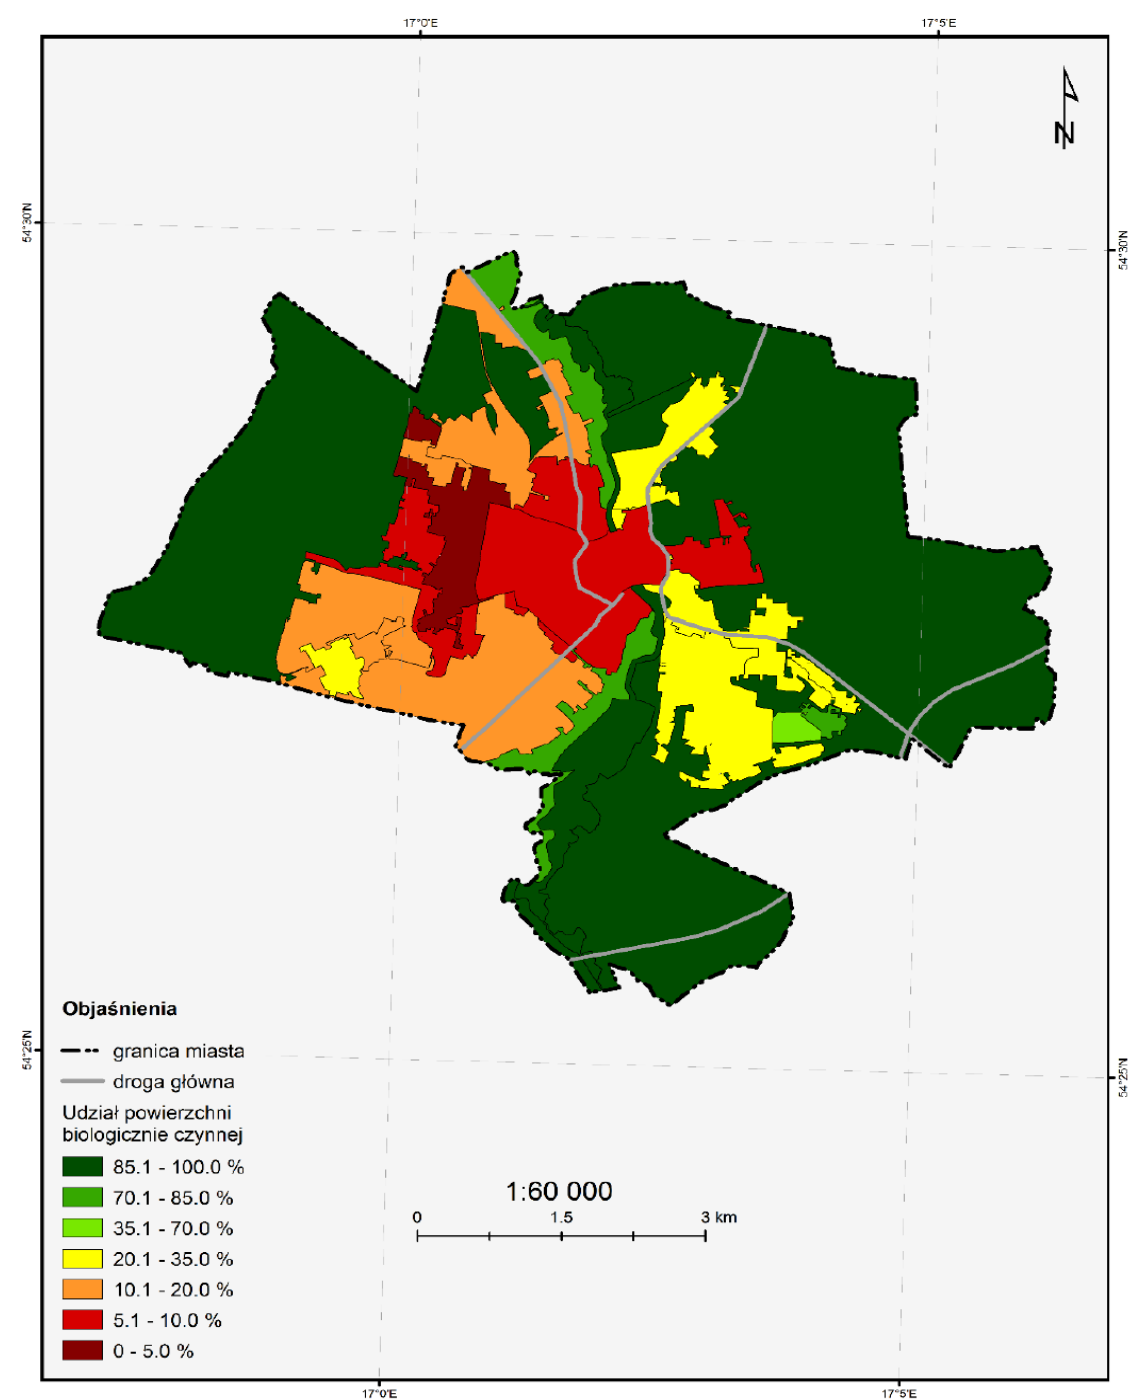 17°0'E
17°5'E
N
54°30'N
54°30'N
Objaśnienia
granica miasta
droga główna
Udział powierzchni
biologicznie czynnej
85.1 - 100.0 %
70.1 - 85.0 %
35.1 - 70.0 %
20.1 - 35.0 %
10.1 - 20.0 %
5.1 - 10.0 %
0 - 5.0 %
1:60 000
0 1.5 3 km
54°25'N
54°25'N
17°0'E
17°5'E